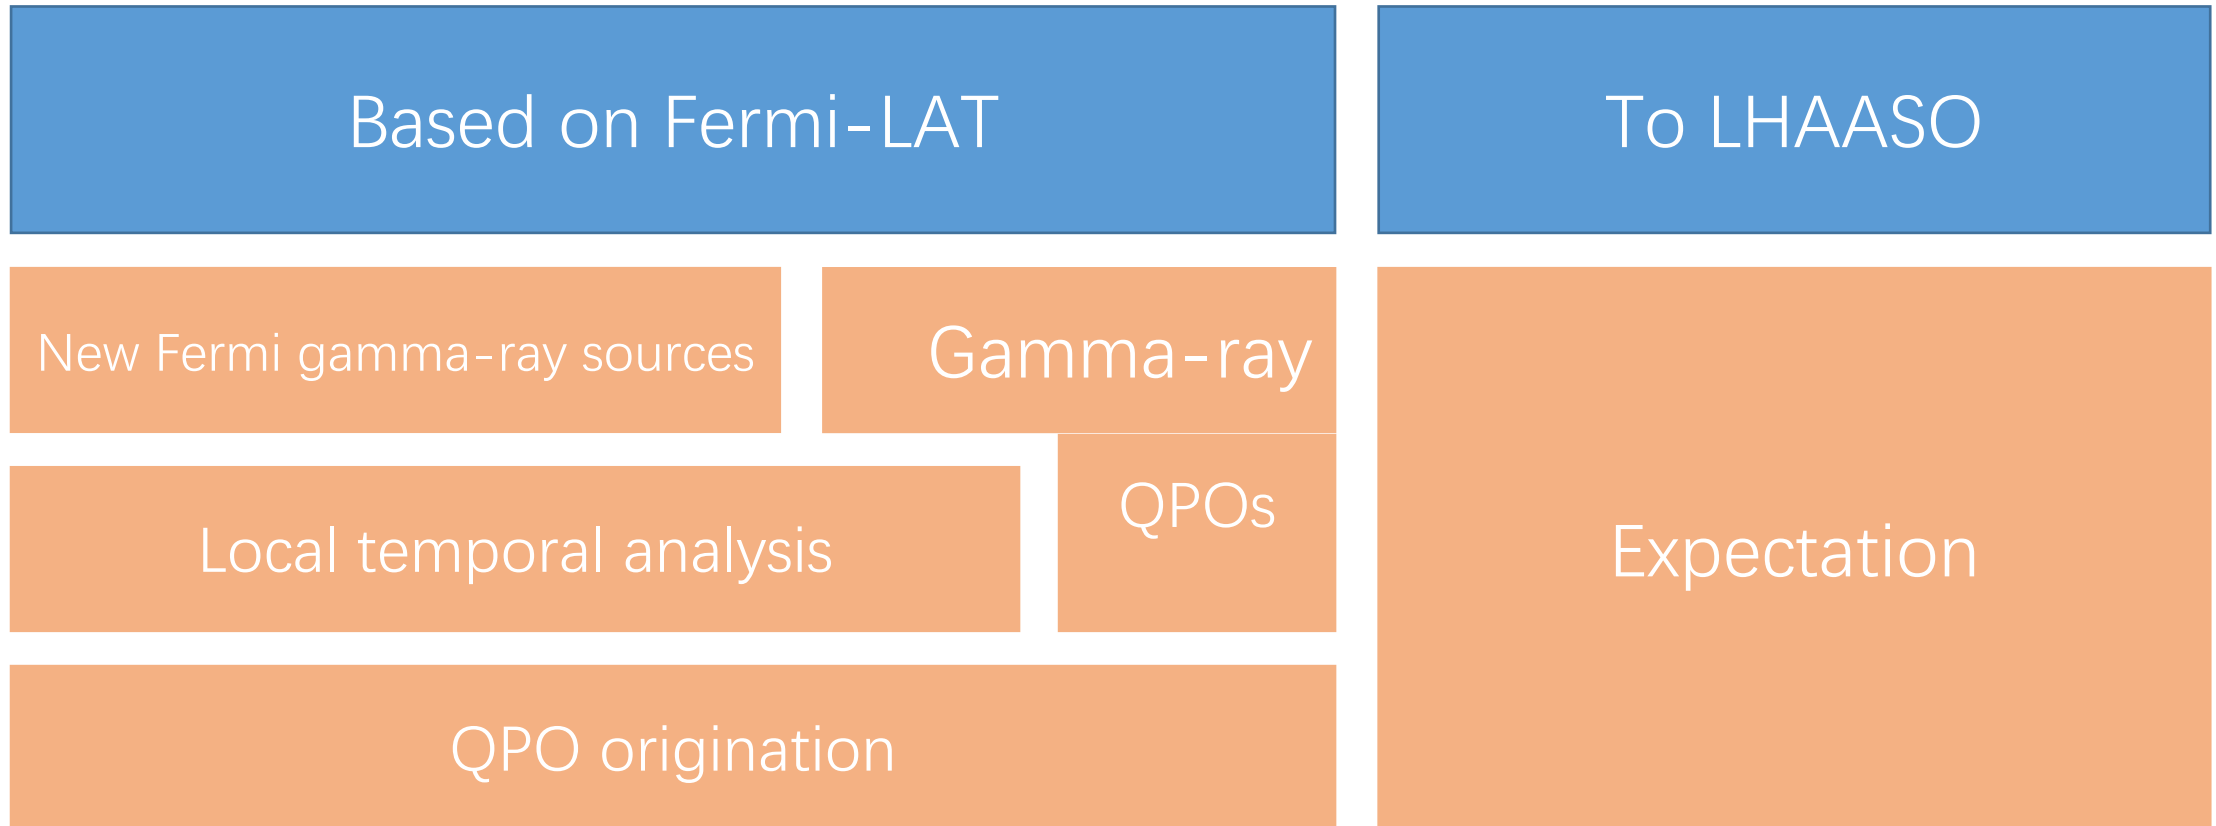 Based on Fermi-LAT
To LHAASO
New Fermi gamma-ray sources
Gamma-ray
QPOs
Local temporal analysis
Expectation
QPO origination